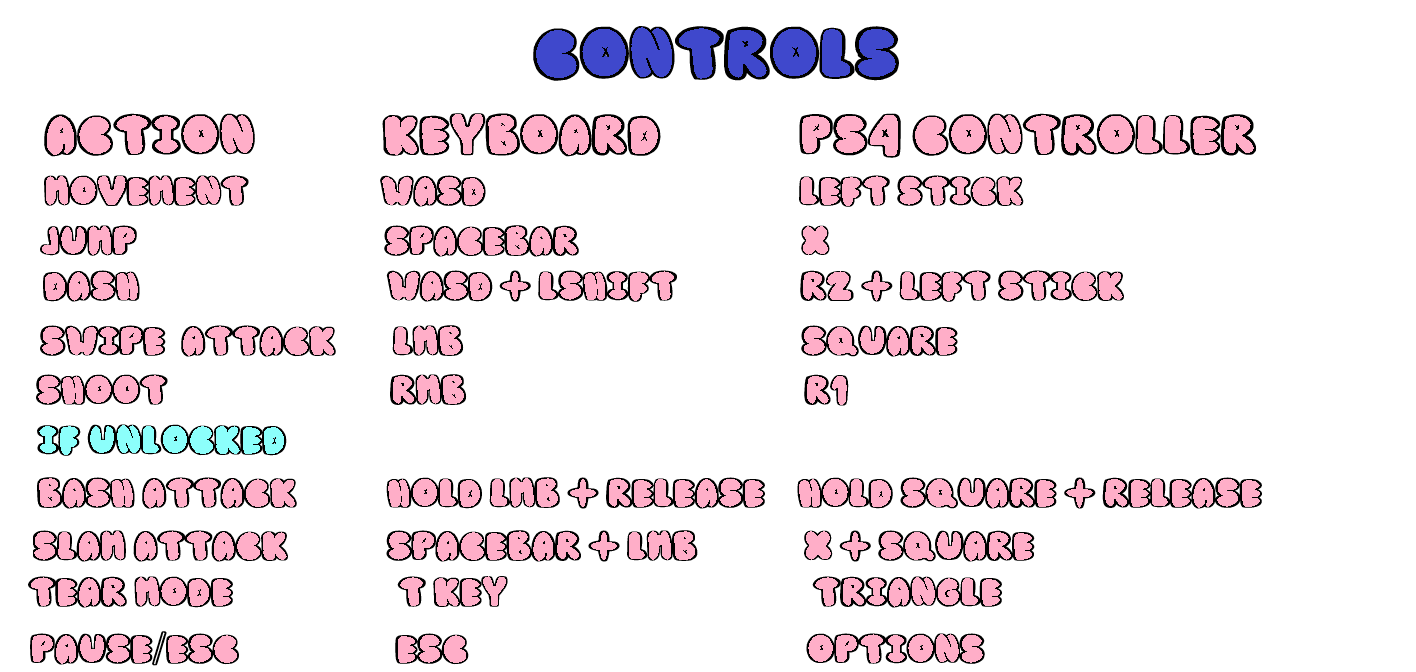 CONTROLS
ACTION KEYBOARD PS4 CONTROLLER
MOVEMENT WASD LEFT STICK
JUMP SPACEBAR X
DASH WASD + LSHIFT R2 + LEFT STICK
SWIPE ATTACK LMB SQUARE
SHOOT RMB R1
IF UNLOCKED
BASH ATTACK HOLD LMB + RELEASE HOLD SQUARE + RELEASE
SLAM ATTACK SPACEBAR + LMB X + SQUARE
TEAR MODE T KEY TRIANGLE
PAUSE/ESC ESC OPTIONS